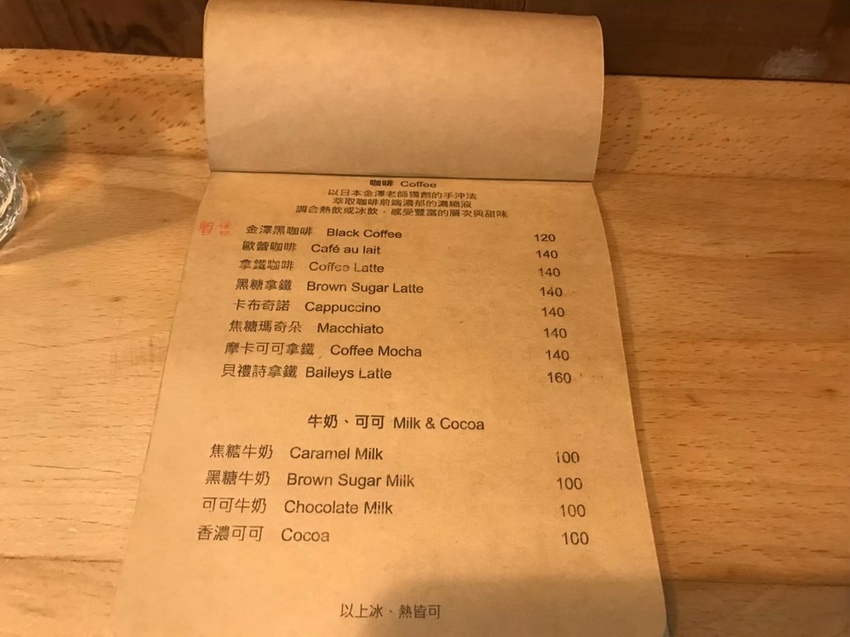 咖啡 Coffee
以日本金澤老師獨創的手沖法
萃取咖啡前端濃郁的濃縮液
調合熱飲或冰飲，感受豐富的層次與甜味
金澤黑咖啡 Black Coffee 120
歐蕾咖啡 Café au lait 140
拿鐵咖啡 Coffee Latte 140
黑糖拿鐵 Brown Sugar Latte 140
卡布奇諾 Cappuccino 140
焦糖瑪奇朵 Macchiato 140
摩卡可可拿鐵 Coffee Mocha 140
貝禮詩拿鐵 Baileys Latte 160
牛奶、可可 Milk & Cocoa
焦糖牛奶 Caramel Milk 100
黑糖牛奶 Brown Sugar Milk 100
可可牛奶 Chocolate Milk 100
香濃可可 Cocoa 100
以上冰、熱皆可